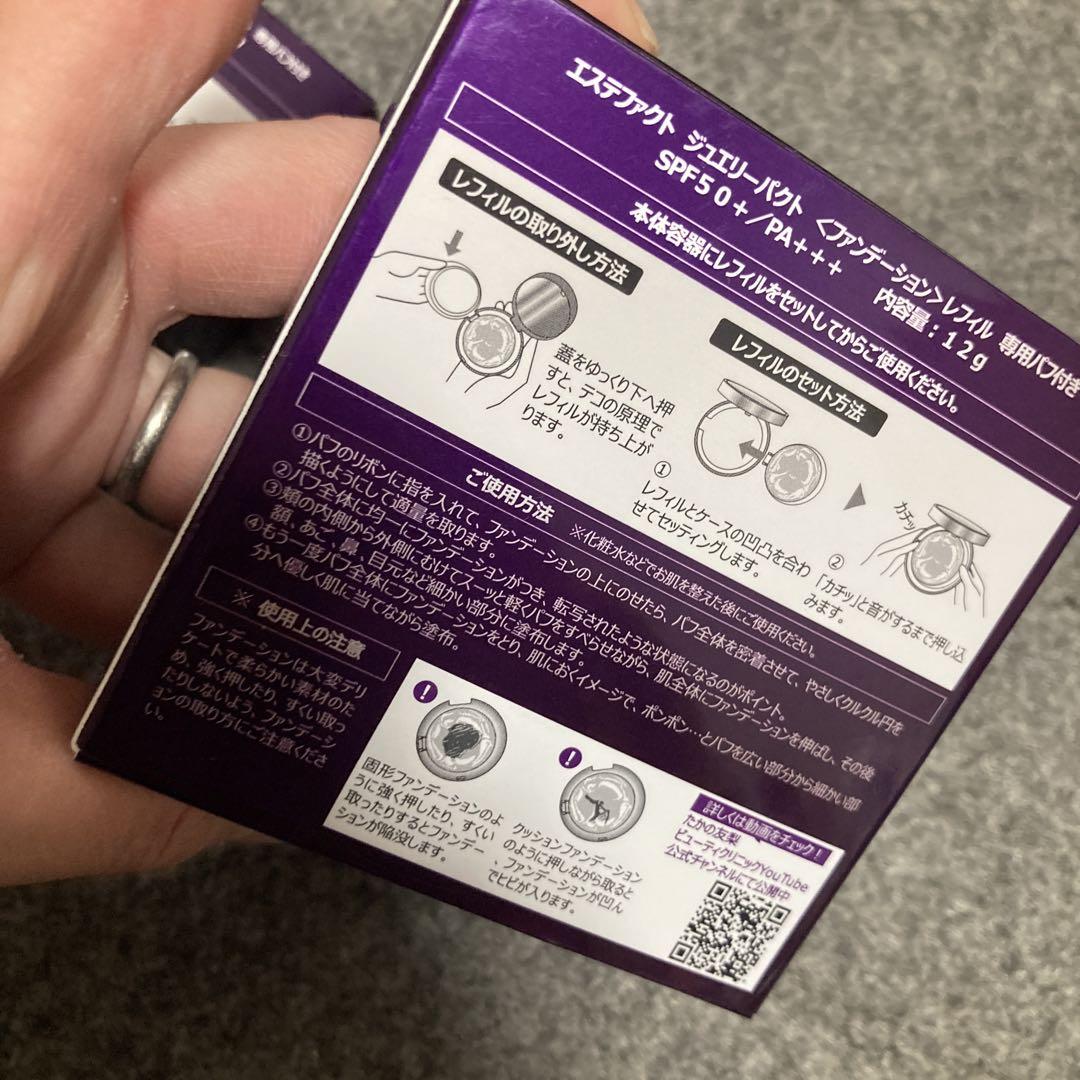 専用パフ付
エステファクト ジュエリーパクト <ファンデーション>レフィル 専用パフ付き
SPF50+/PA+++ 内容量：12g
本体容器にレフィルをセットしてからご使用ください。
レフィルの取り外し方法
蓋をゆっくり下へ押
すと、テコの原理で
レフィルが持ち上が
ります。
レフィルのセット方法
①
レフィルとケースの凹凸を合わ
せてセッティングします。
カチッ
②
「カチッ」と音がするまで押し込
みます。
ご使用方法 ※化粧水などでお肌を整えた後にご使用ください。
①パフのリボンに指を入れて、ファンデーションの上にのせたら、パフ全体を密着させて、やさしくクルクル円を
描くようにして適量を取ります。
②パフ全体に均一にファンデーションがつき、転写されたような状態になるのがポイント。
③頬の内側から外側にむけてスーッと軽くパフをすべらせながら、肌全体にファンデーションを伸ばし、その後
額、あご、鼻、目元など細かい部分に塗布します。
④もう一度パフ全体にファンデーションをとり、肌におくイメージで、ポンポン…とパフを広い部分から細かい部
分へ優しく肌に当てながら塗布。
※ 使用上の注意
ファンデーションは大変デリ
ケートな柔らかい素材のた
め、強く押したり、すくい取っ
たりしないよう、ファンデーシ
ョンの取り方にご注意くださ
い。
!
固形ファンデーションのよ
うに強く押したり、すくい
取ったりするとファンデー
ションが陥没します。
!
クッションファンデーション
のように押しながら取ると
、ファンデーションが凹ん
でヒビが入ります。
詳しくは動画をチェック！
たかの友梨
ビューティクリニックYouTube
公式チャンネルにて公開中